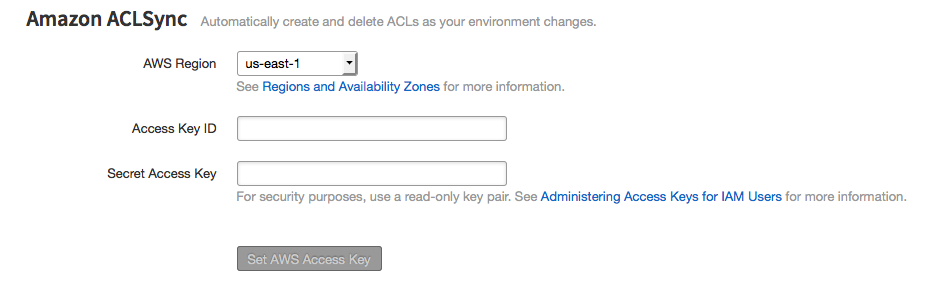 Amazon ACLSync Automatically create and delete ACLs as your environment changes.
AWS Region us-east-1
See Regions and Availability Zones for more information.
Access Key ID
Secret Access Key
For security purposes, use a read-only key pair. See Administering Access Keys for IAM Users for more information.
Set AWS Access Key